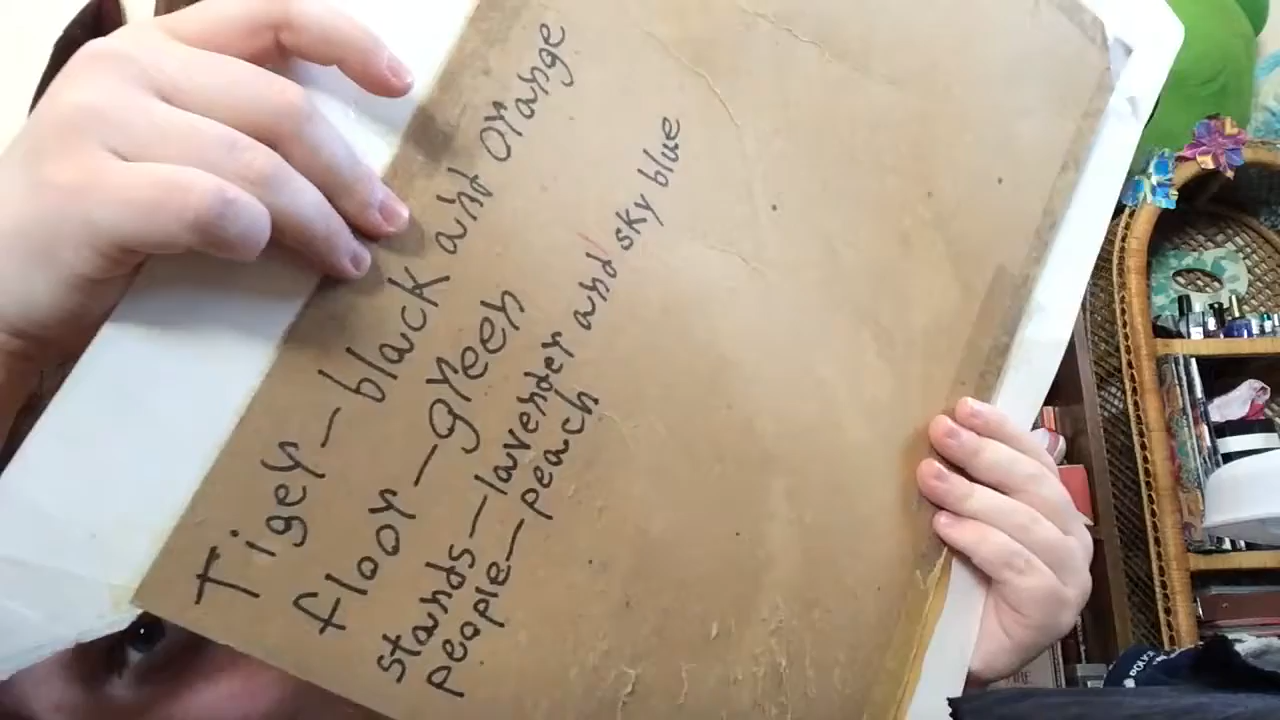 Tiger-black and orange
floor-green
stands-lavender and sky blue
people-peach